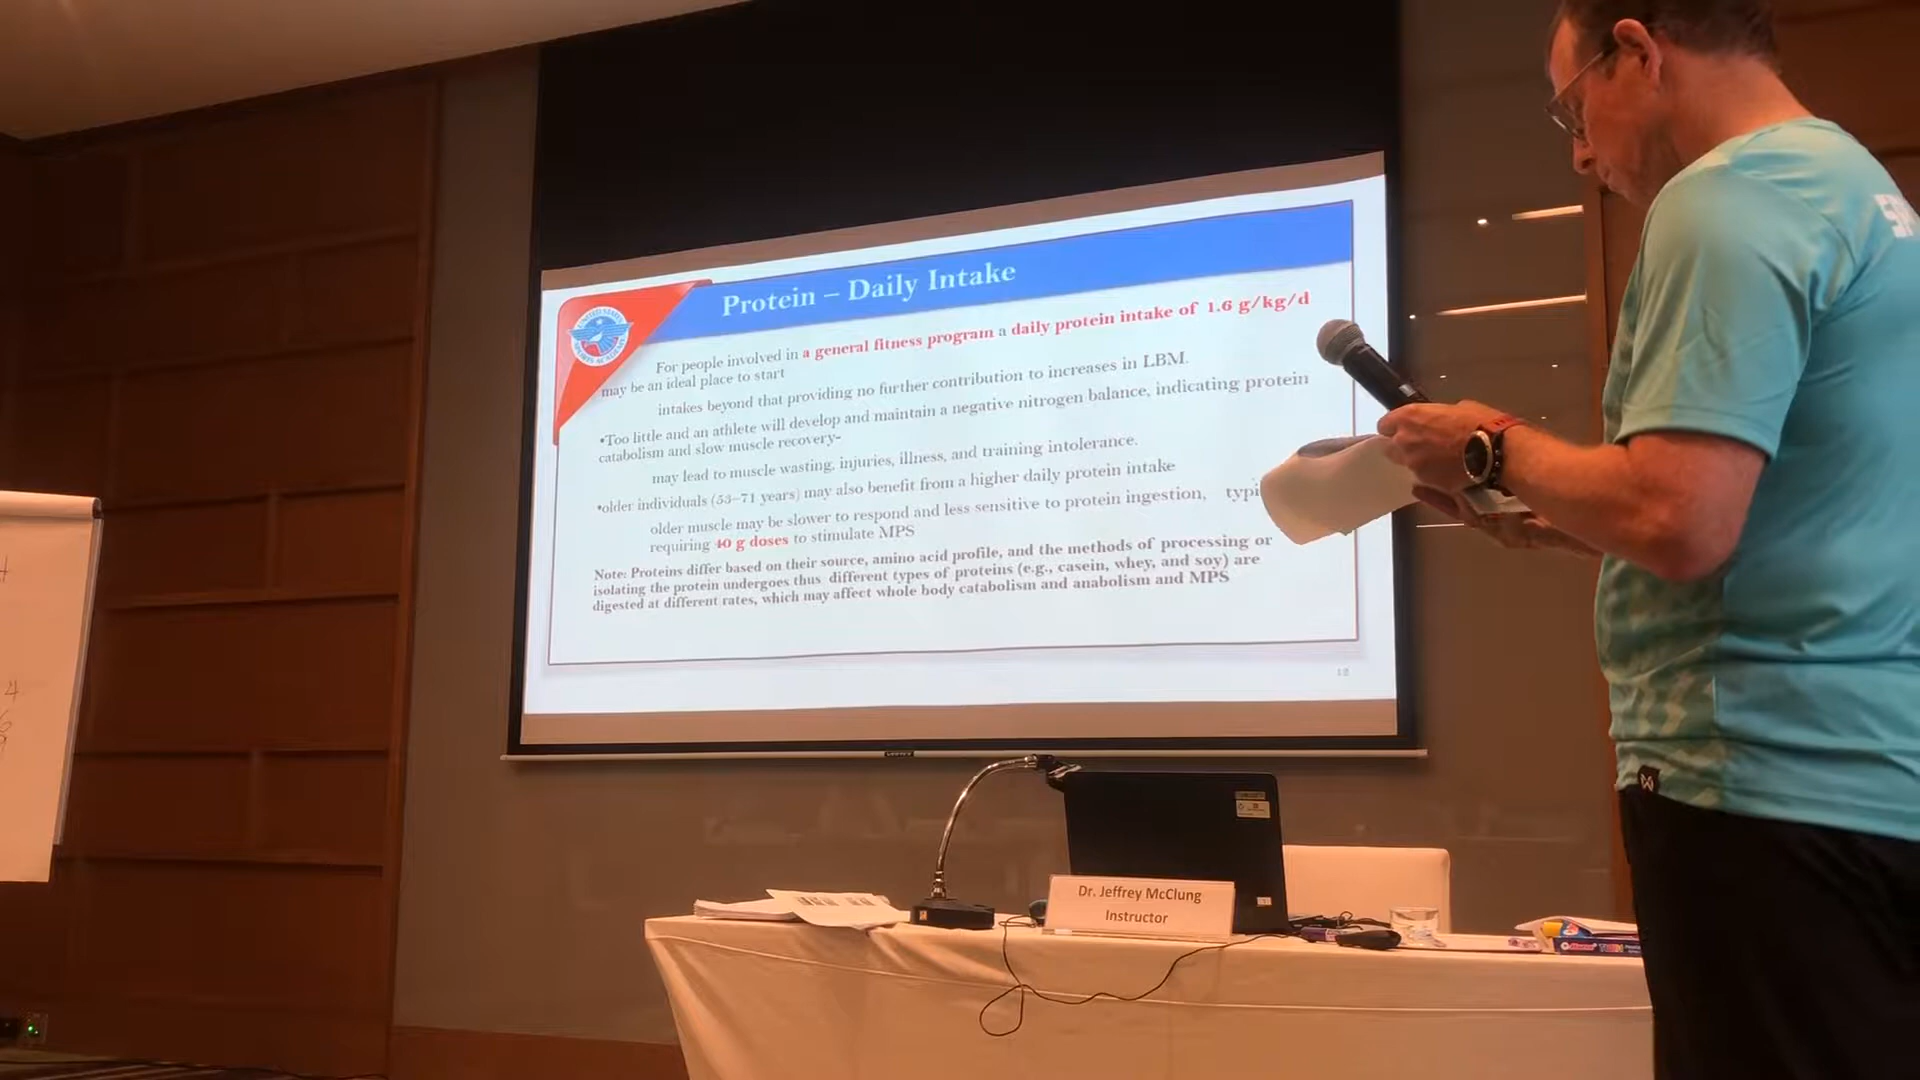 Protein – Daily Intake
UNITED STATES
SPORTS ACADEMY
For people involved in a general fitness program a daily protein intake of 1.6 g/kg/d
may be an ideal place to start
intakes beyond that providing no further contribution to increases in LBM.
•Too little and an athlete will develop and maintain a negative nitrogen balance, indicating protein
catabolism and slow muscle recovery-
may lead to muscle wasting, injuries, illness, and training intolerance.
•older individuals (53–71 years) may also benefit from a higher daily protein intake
older muscle may be slower to respond and less sensitive to protein ingestion, typi
requiring 40 g doses to stimulate MPS
Note: Proteins differ based on their source, amino acid profile, and the methods of processing or
isolating the protein undergoes thus different types of proteins (e.g., casein, whey, and soy) are
digested at different rates, which may affect whole body catabolism and anabolism and MPS
12
Dr. Jeffrey McClung
Instructor